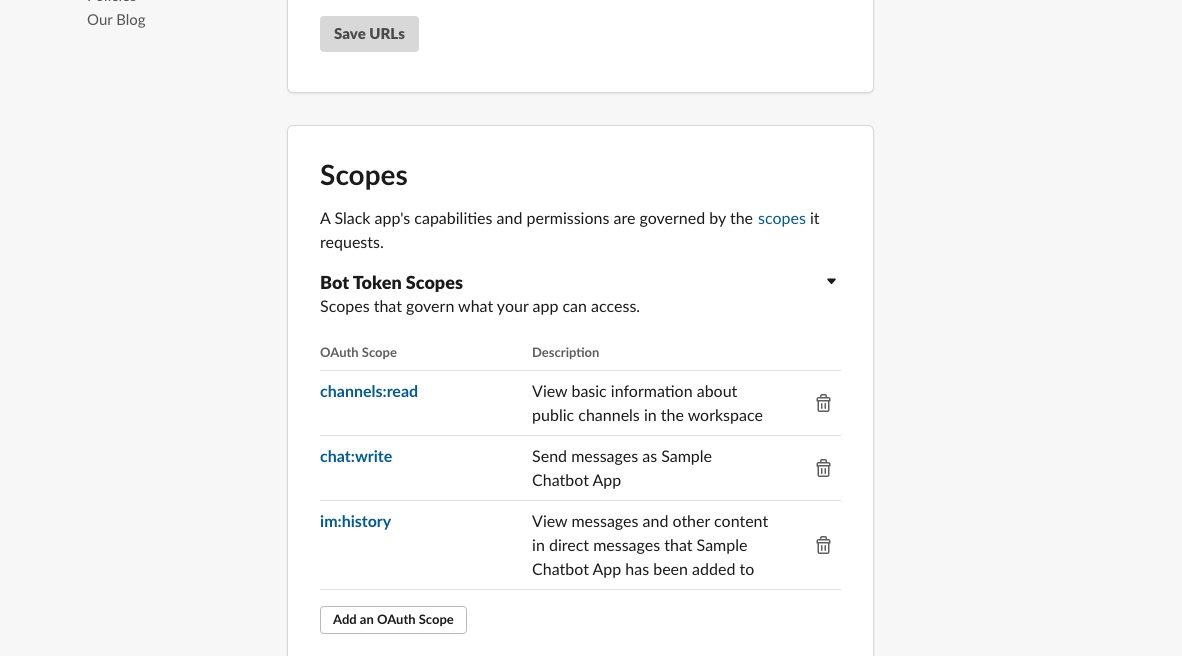 Our Blog
Save URLs
Scopes
A Slack app's capabilities and permissions are governed by the scopes it
requests.
Bot Token Scopes
Scopes that govern what your app can access.
OAuth Scope
Description
channels:read
View basic information about
public channels in the workspace
chat:write
Send messages as Sample
Chatbot App
im:history
View messages and other content
in direct messages that Sample
Chatbot App has been added to
Add an OAuth Scope